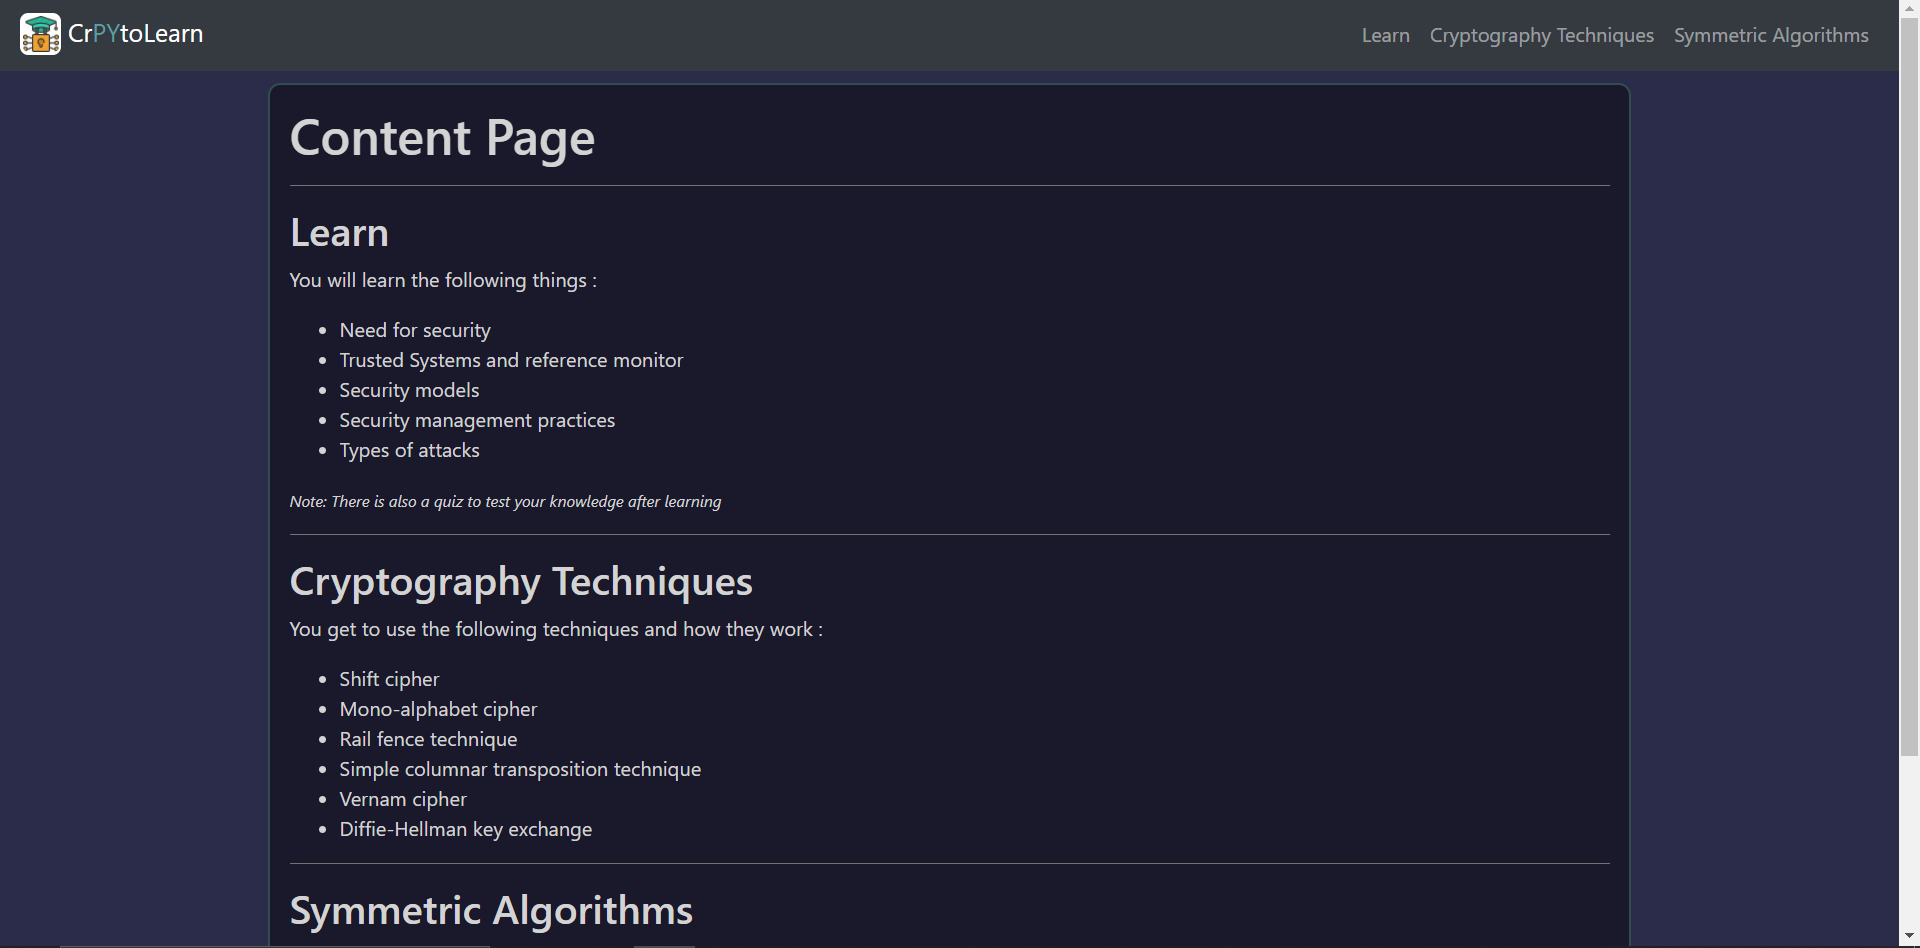 CrPYtoLearn
Learn Cryptography Techniques Symmetric Algorithms
Content Page
Learn
You will learn the following things :
Need for security
Trusted Systems and reference monitor
Security models
Security management practices
Types of attacks
Note: There is also a quiz to test your knowledge after learning
Cryptography Techniques
You get to use the following techniques and how they work :
Shift cipher
Mono-alphabet cipher
Rail fence technique
Simple columnar transposition technique
Vernam cipher
Diffie-Hellman key exchange
Symmetric Algorithms